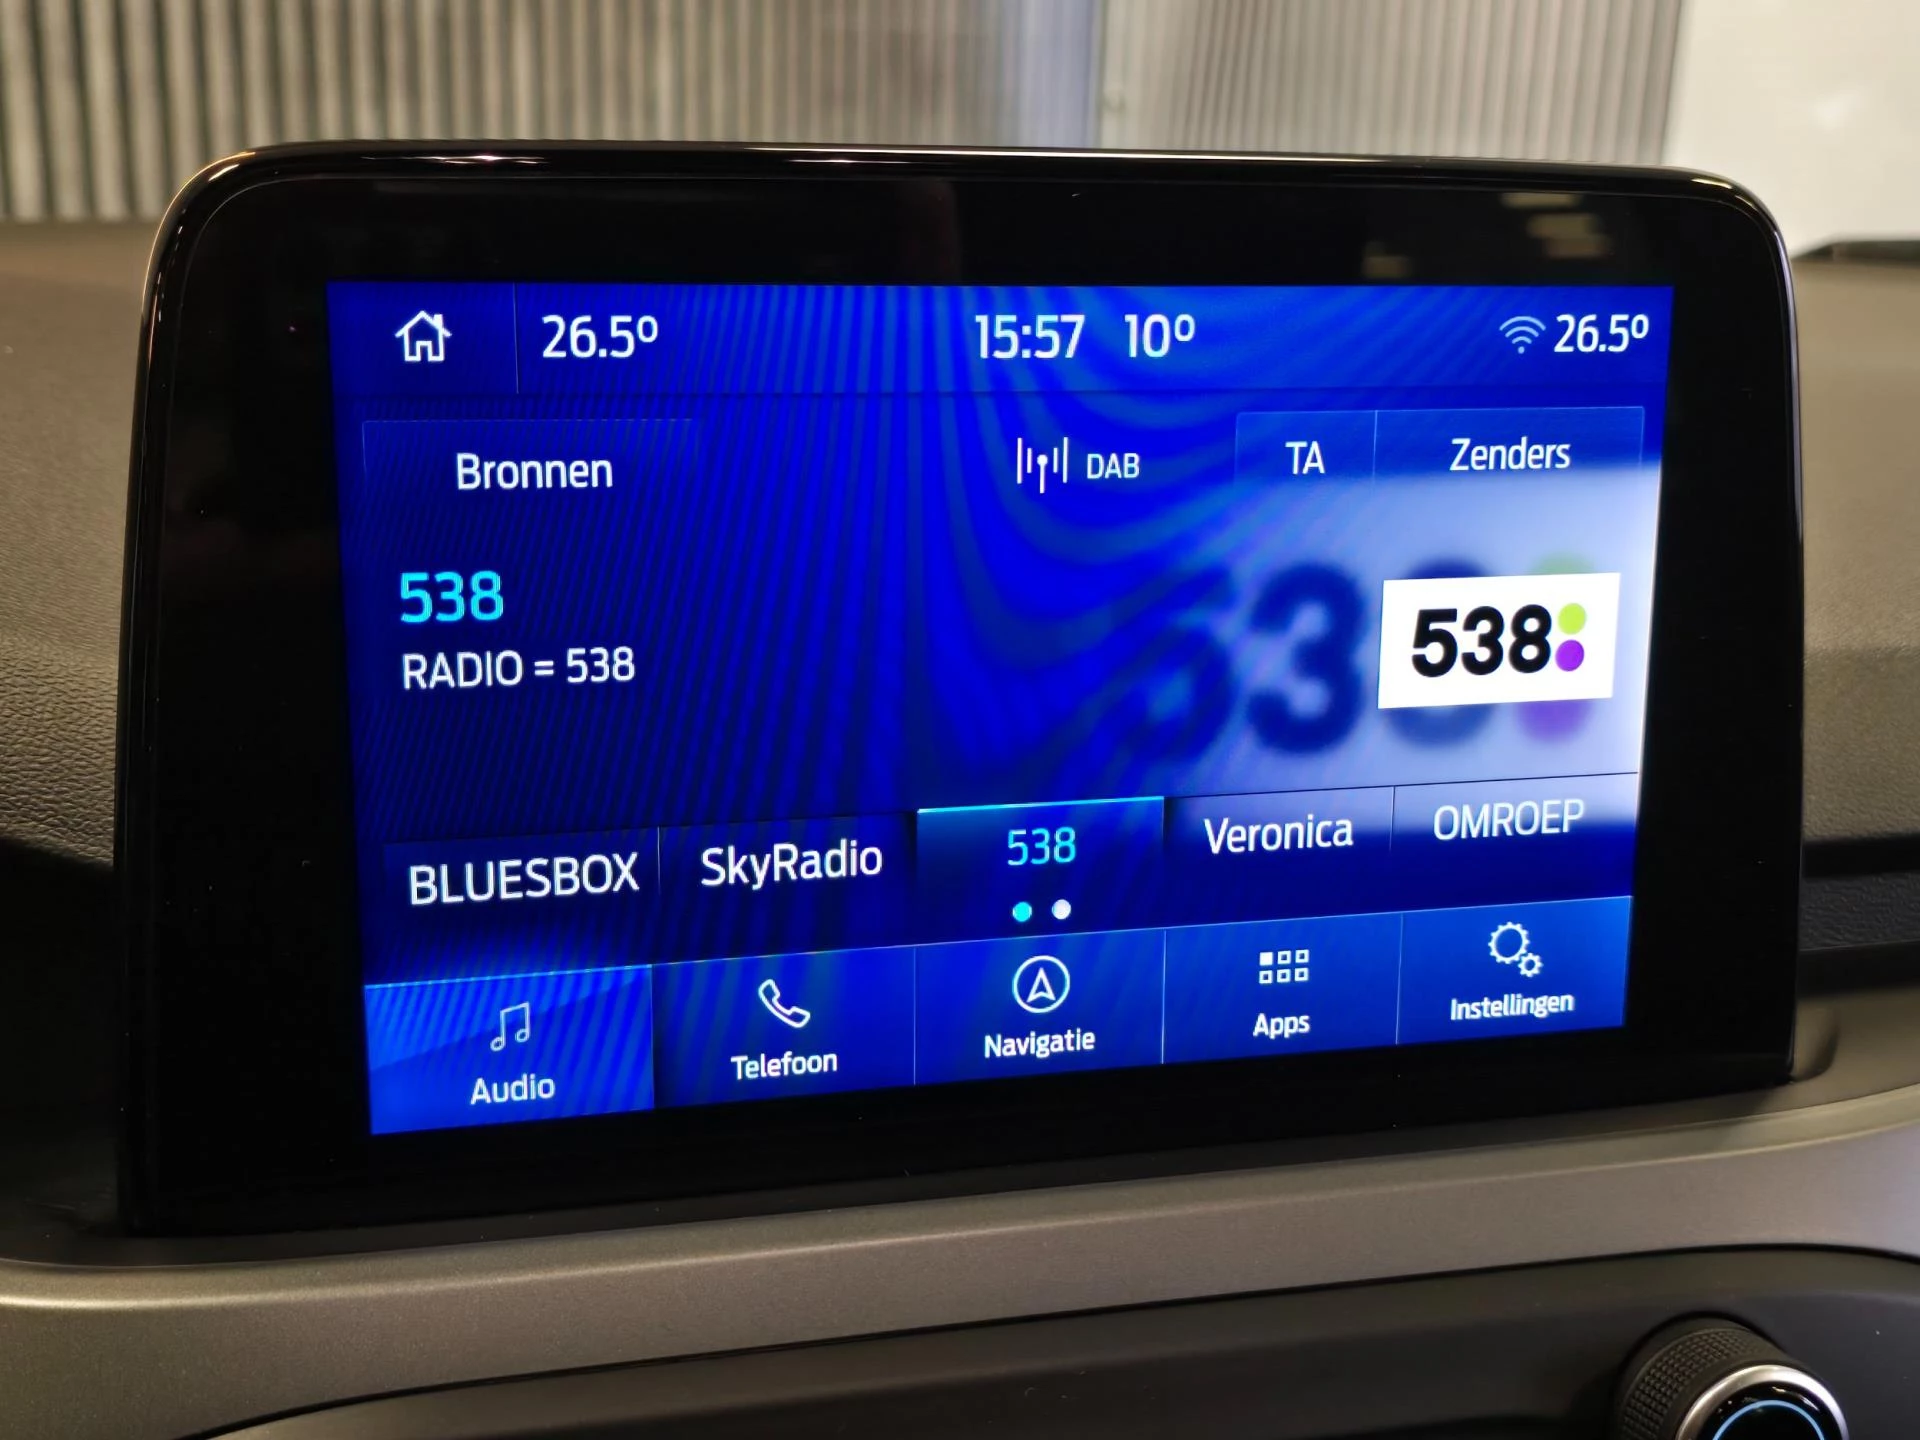 26.5º
15:57 10º
26.5º
Bronnen
DAB
TA
Zenders
538
RADIO = 538
538
BLUESBOX
SkyRadio
538
Veronica
OMROEP
Audio
Telefoon
Navigatie
Apps
Instellingen